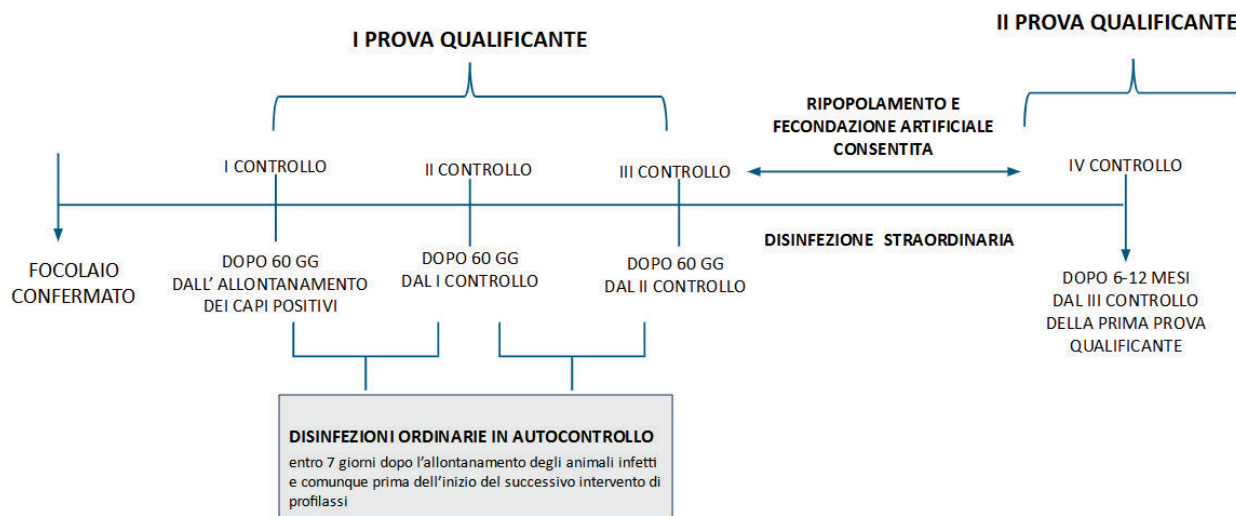 I PROVA QUALIFICANTE
II PROVA QUALIFICANTE
RIPOPOLAMENTO E
FECONDAZIONE ARTIFICIALE
CONSENTITA
I CONTROLLO
II CONTROLLO
III CONTROLLO
IV CONTROLLO
DISINFEZIONE STRAORDINARIA
FOCOLAIO
CONFERMATO
DOPO 60 GG
DALL' ALLONTANAMENTO
DEI CAPI POSITIVI
DOPO 60 GG
DAL I CONTROLLO
DOPO 60 GG
DAL II CONTROLLO
DOPO 6-12 MESI
DAL III CONTROLLO
DELLA PRIMA PROVA
QUALIFICANTE
DISINFEZIONI ORDINARIE IN AUTOCONTROLLO
entro 7 giorni dopo l'allontanamento degli animali infetti
e comunque prima dell'inizio del successivo intervento di
profilassi